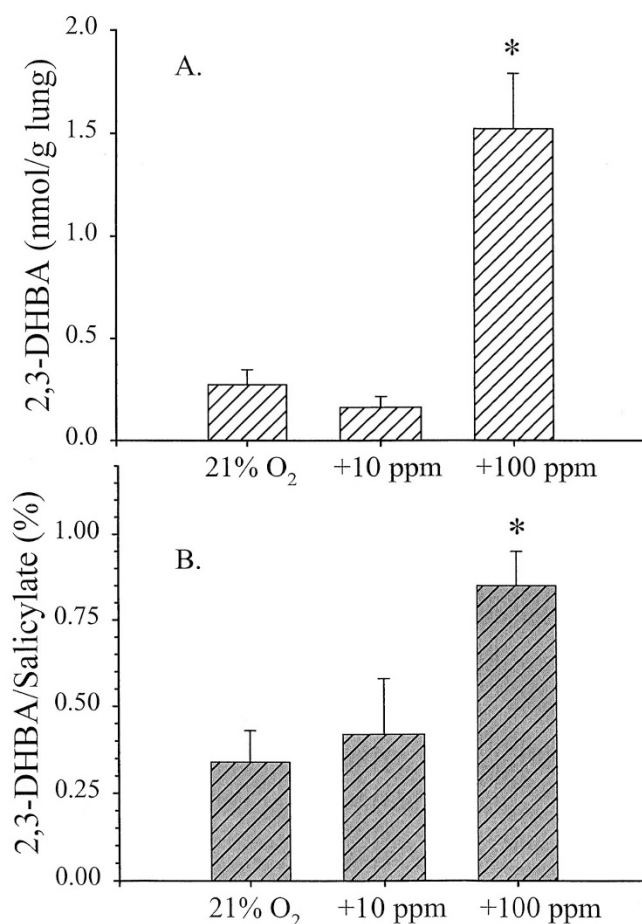 2.0
A.
*
1.5
1.0
0.5
0.0
2,3-DHBA (nmol/g lung)
21% O₂ +10 ppm +100 ppm
1.00
B.
*
0.75
0.50
0.25
0.00
2,3-DHBA/Salicylate (%)
21% O₂ +10 ppm +100 ppm